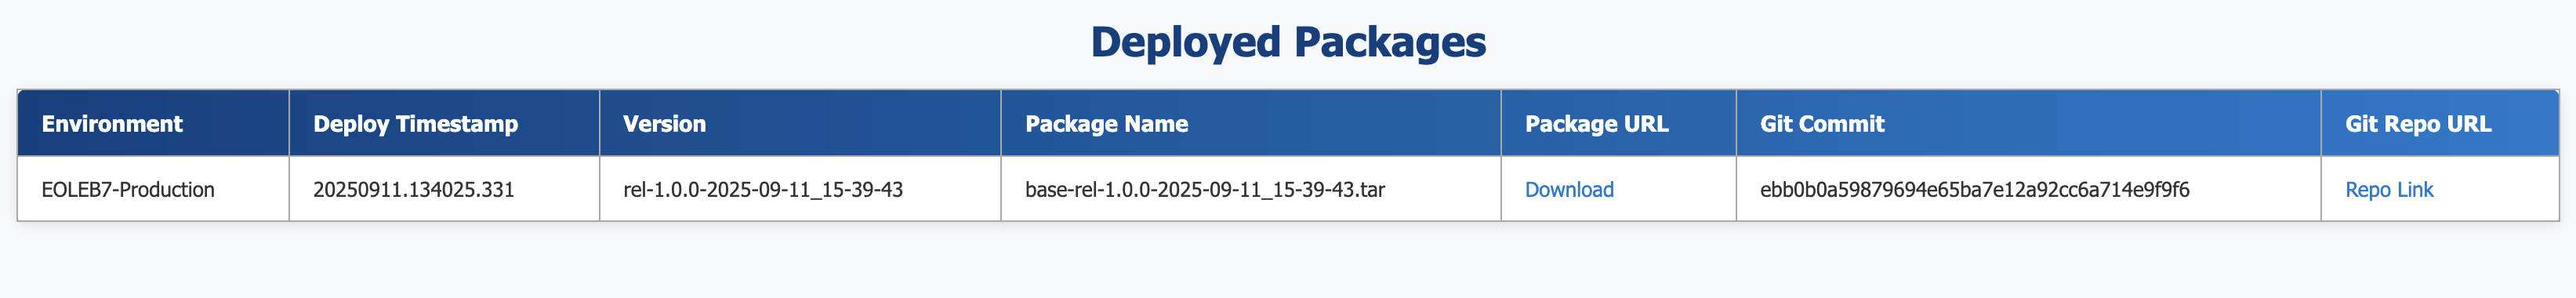 Deployed Packages
Environment Deploy Timestamp Version Package Name Package URL Git Commit Git Repo URL
EOLEB7-Production 20250911.134025.331 rel-1.0.0-2025-09-11_15-39-43 base-rel-1.0.0-2025-09-11_15-39-43.tar Download ebb0b0a59879694e65ba7e12a92cc6a714e9f9f6 Repo Link